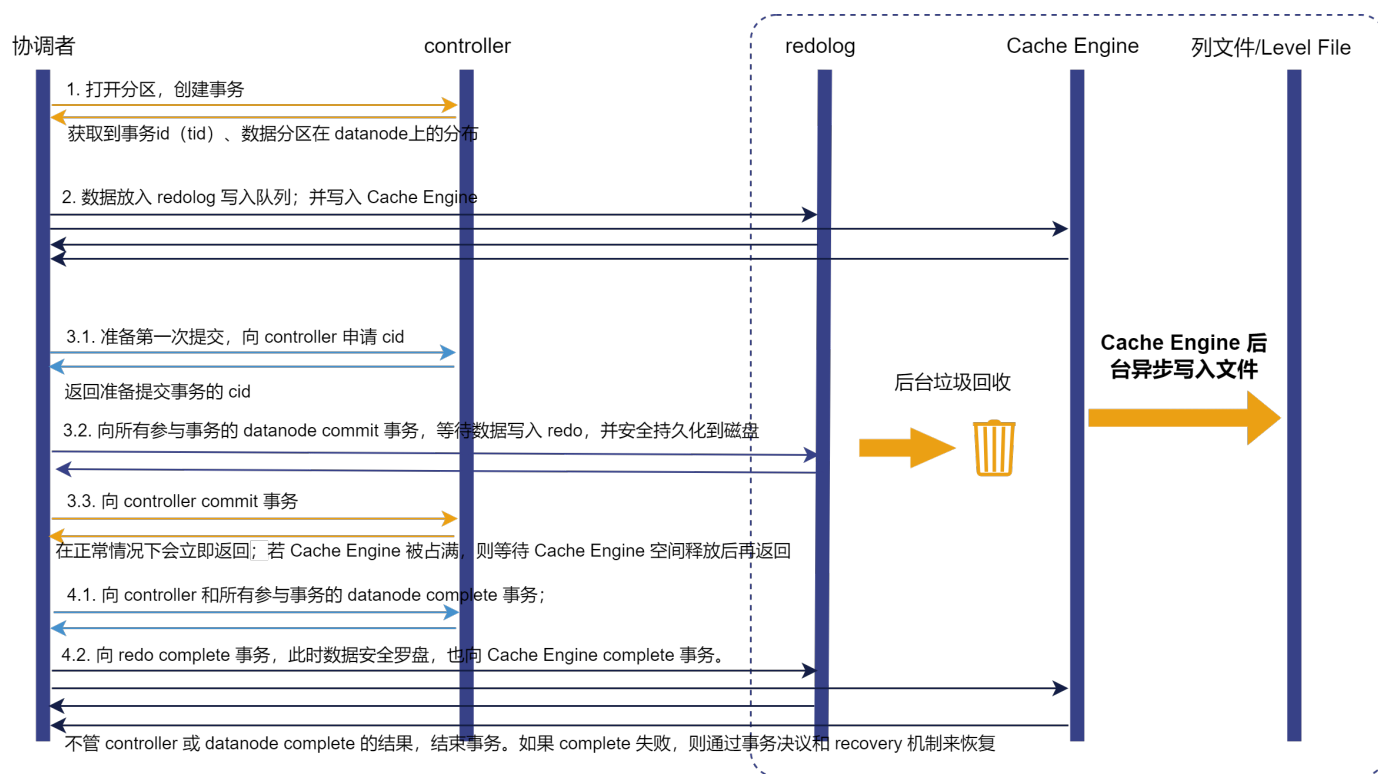 协调者
controller
redolog
Cache Engine
列文件/Level File
1. 打开分区，创建事务
获取到事务id（tid）、数据分区在 datanode上的分布
2. 数据放入 redolog 写入队列；并写入 Cache Engine
3.1. 准备第一次提交，向 controller 申请 cid
返回准备提交事务的 cid
Cache Engine 后
台异步写入文件
后台垃圾回收
3.2. 向所有参与事务的 datanode commit 事务，等待数据写入 redo，并安全持久化到磁盘
3.3. 向 controller commit 事务
在正常情况下会立即返回；若 Cache Engine 被占满，则等待 Cache Engine 空间释放后再返回
4.1. 向 controller 和所有参与事务的 datanode complete 事务；
4.2. 向 redo complete 事务，此时数据安全罗盘，也向 Cache Engine complete 事务。
不管 controller 或 datanode complete 的结果，结束事务。如果 complete 失败，则通过事务决议和 recovery 机制来恢复